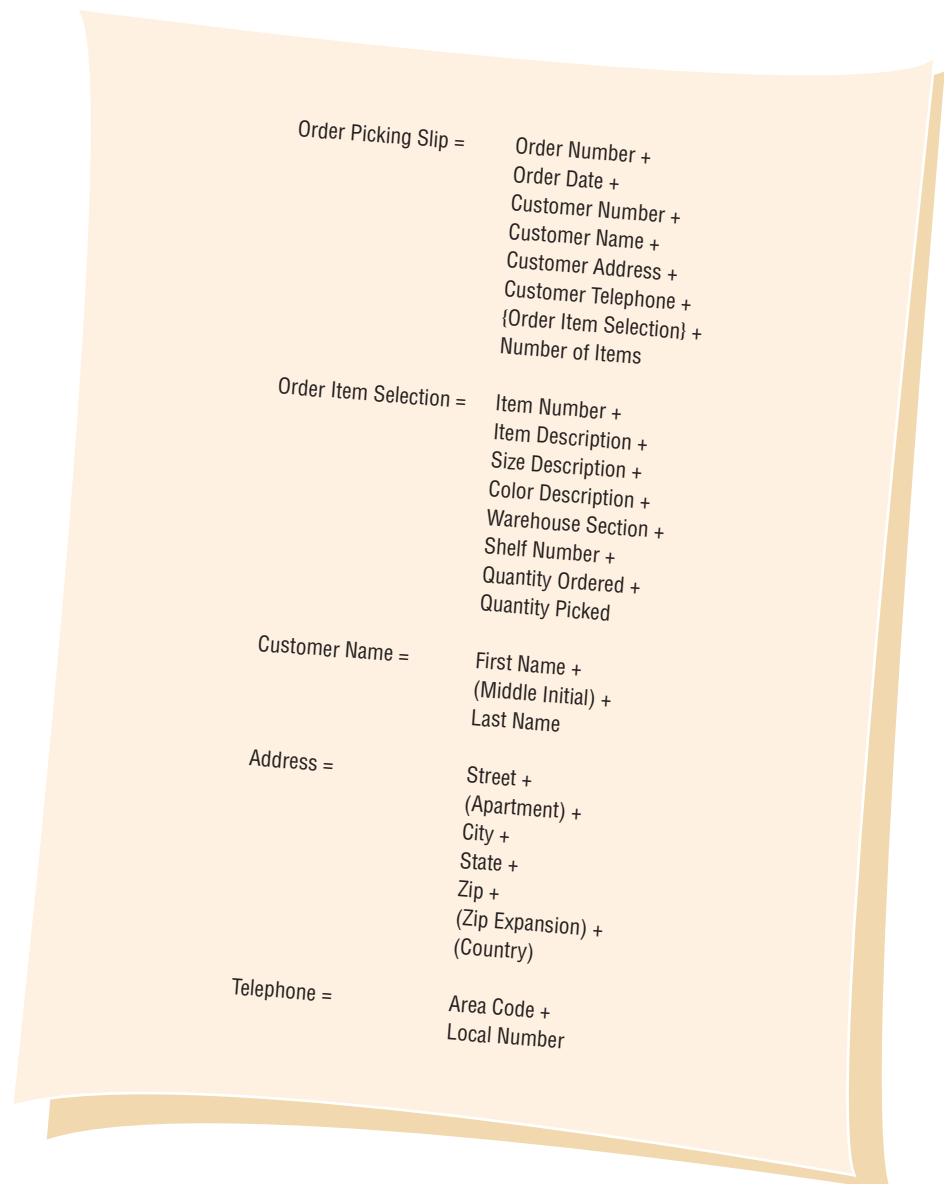 Order Picking Slip = Order Number +
Order Date +
Customer Number +
Customer Name +
Customer Address +
Customer Telephone +
{Order Item Selection} +
Number of Items
Order Item Selection = Item Number +
Item Description +
Size Description +
Color Description +
Warehouse Section +
Shelf Number +
Quantity Ordered +
Quantity Picked
Customer Name = First Name +
(Middle Initial) +
Last Name
Address = Street +
(Apartment) +
City +
State +
Zip +
(Zip Expansion) +
(Country)
Telephone = Area Code +
Local Number